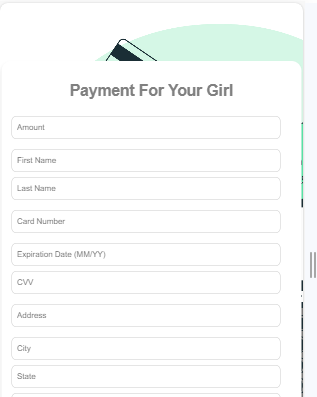 Payment For Your Girl
Amount
First Name
Last Name
Card Number
Expiration Date (MM/YY)
CVV
Address
City
State